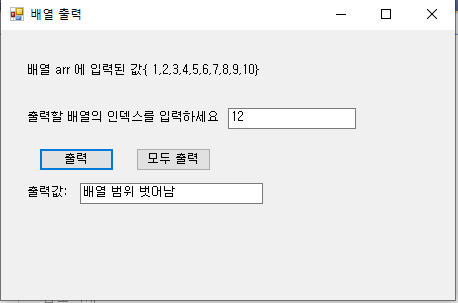 배열 출력
배열 arr 에 입력된 값{ 1,2,3,4,5,6,7,8,9,10}
출력할 배열의 인덱스를 입력하세요 12
출력 모두 출력
출력값: 배열 범위 벗어남